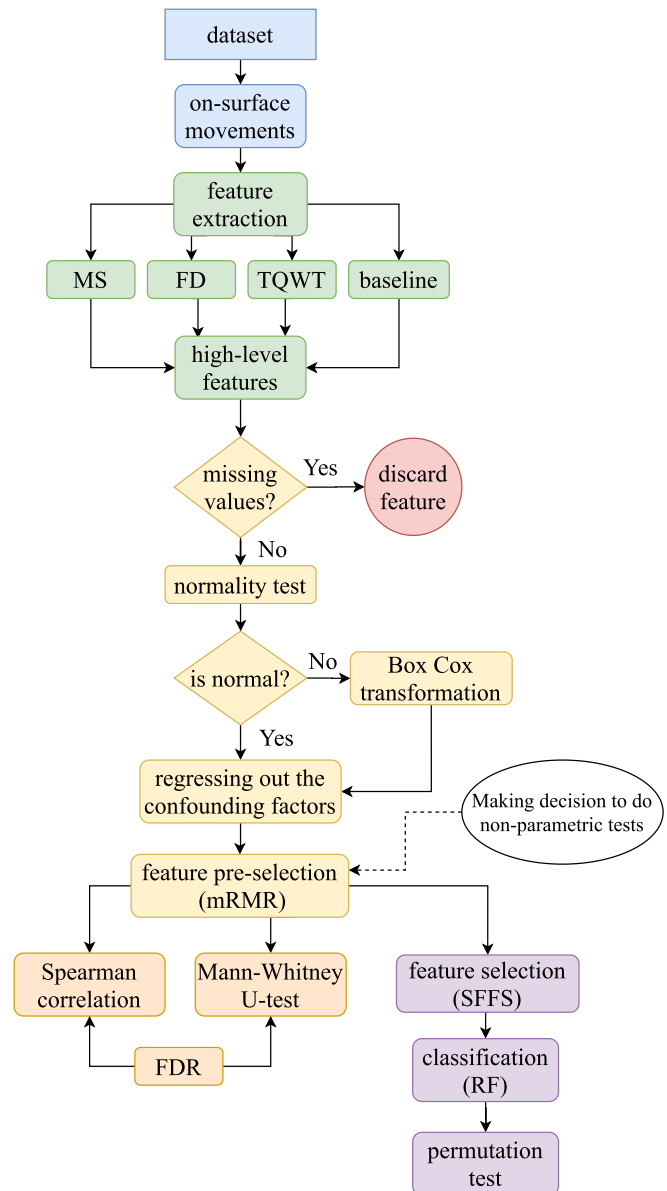 dataset
on-surface
movements
feature
extraction
MS
FD
TQWT
baseline
high-level
features
missing
values?
Yes
discard
feature
No
normality test
is normal?
No
Box Cox
transformation
Yes
regressing out the
confounding factors
Making decision to do
non-parametric tests
feature pre-selection
(mRMR)
Spearman
correlation
Mann-Whitney
U-test
feature selection
(SFFS)
FDR
classification
(RF)
permutation
test